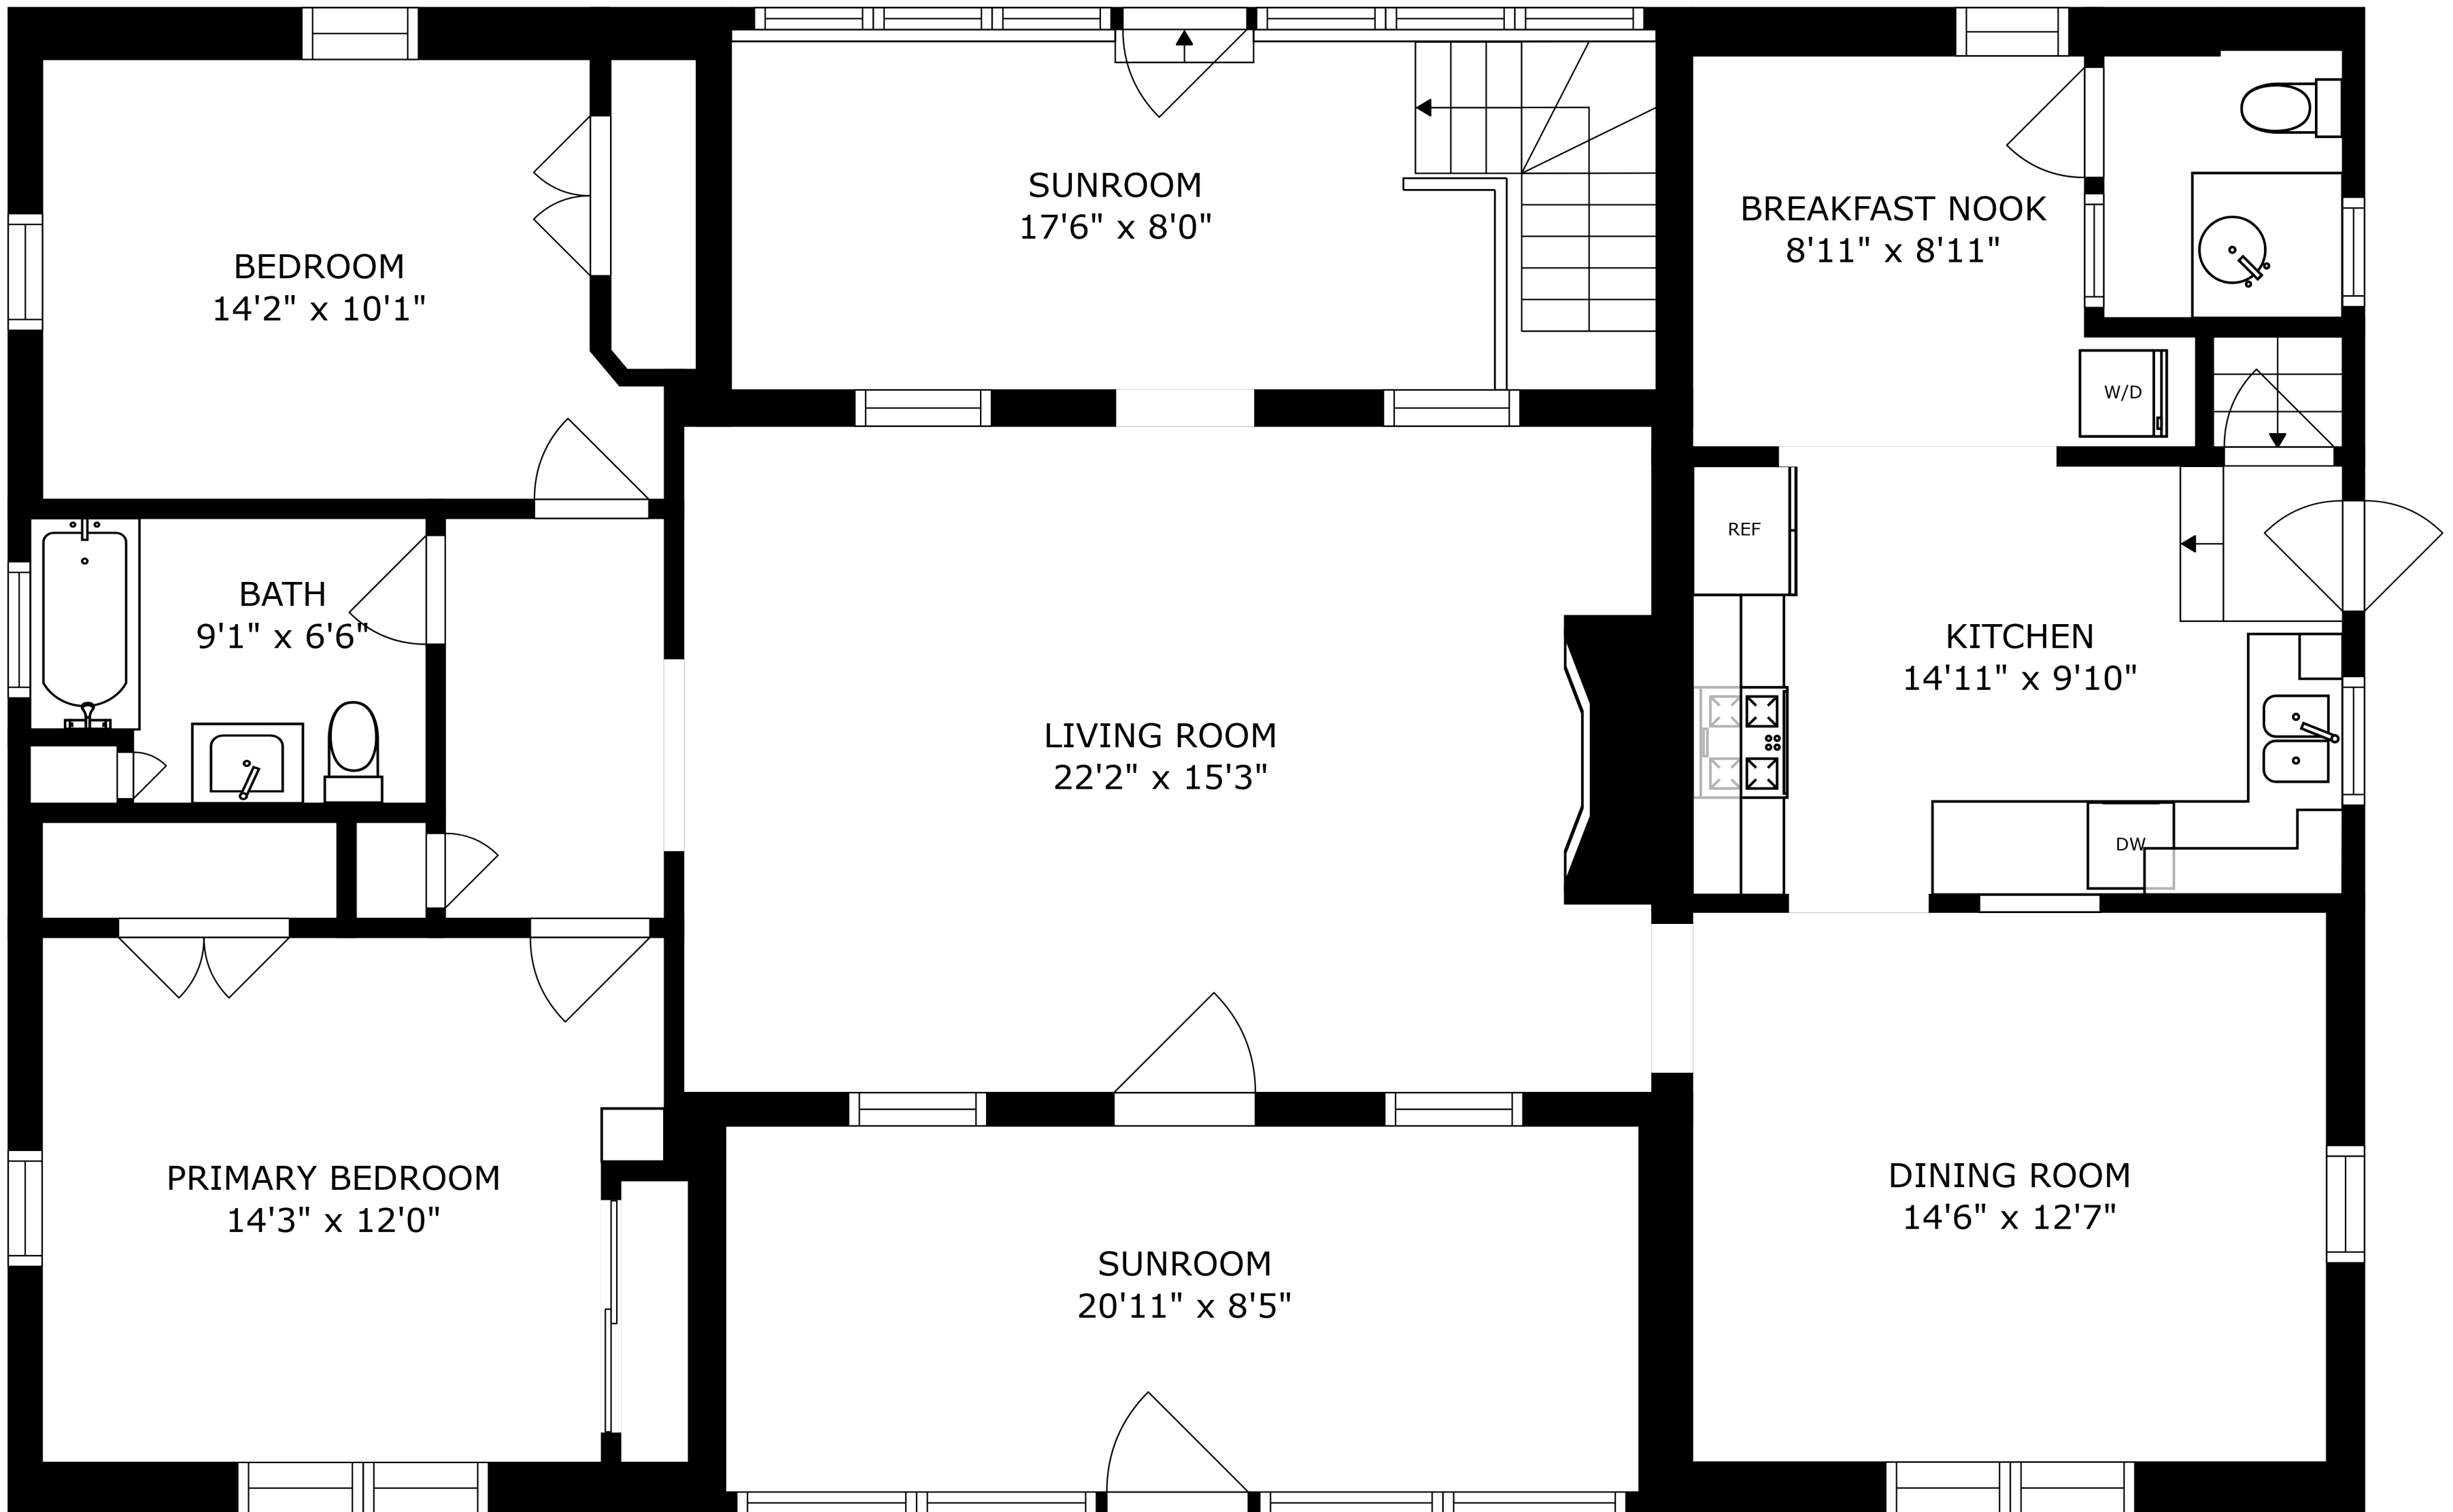 SUNROOM
17'6" x 8'0"
BREAKFAST NOOK
8'11" x 8'11"
BEDROOM
14'2" x 10'1"
W/D
REF
BATH
9'1" x 6'6"
KITCHEN
14'11" x 9'10"
LIVING ROOM
22'2" x 15'3"
DW
PRIMARY BEDROOM
14'3" x 12'0"
DINING ROOM
14'6" x 12'7"
SUNROOM
20'11" x 8'5"